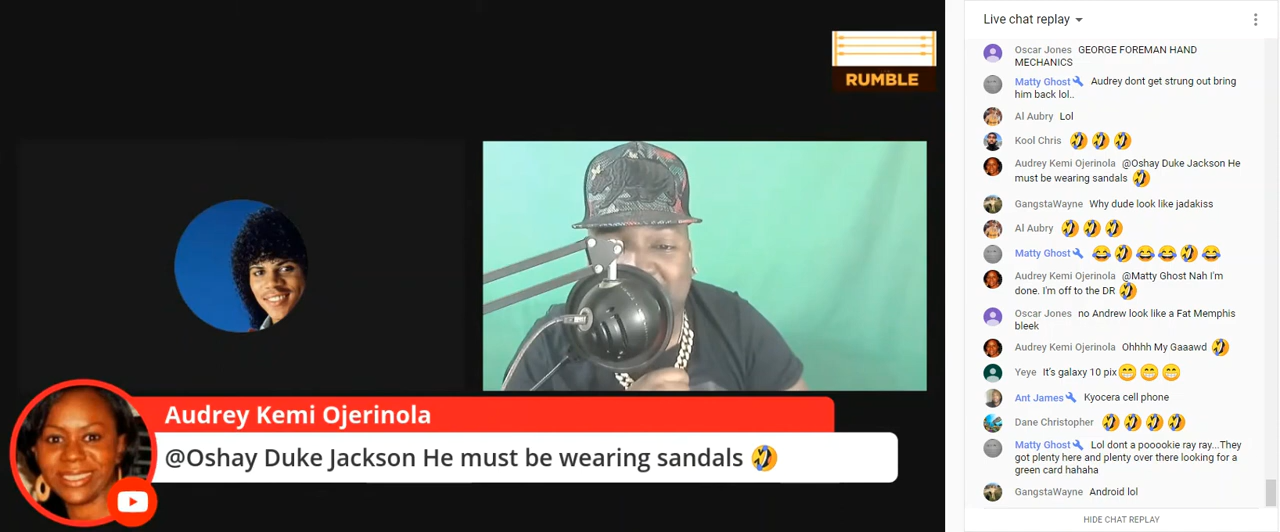 RUMBLE
Audrey Kemi Ojerinola
@Oshay Duke Jackson He must be wearing sandals 🤣
Live chat replay
Oscar Jones GEORGE FOREMAN HAND
MECHANICS
Matty Ghost Audrey dont get strung out bring
him back lol..
Al Aubry Lol
Kool Chris 🤣🤣🤣
Audrey Kemi Ojerinola @Oshay Duke Jackson He
must be wearing sandals 🤣
GangstaWayne Why dude look like jadakiss
Al Aubry 🤣🤣🤣
Matty Ghost 😂🤣😂😂🤣😂
Audrey Kemi Ojerinola @Matty Ghost Nah I'm
done. I'm off to the DR 🤣
Oscar Jones no Andrew look like a Fat Memphis
bleek
Audrey Kemi Ojerinola Ohhhh My Gaaawd 🤣
Yeye It's galaxy 10 pix😁😁😁
Ant James Kyocera cell phone
Dane Christopher 🤣🤣🤣🤣
Matty Ghost Lol dont a pooookie ray ray...They
got plenty here and plenty over there looking for a
green card hahaha
GangstaWayne Android lol
HIDE CHAT REPLAY